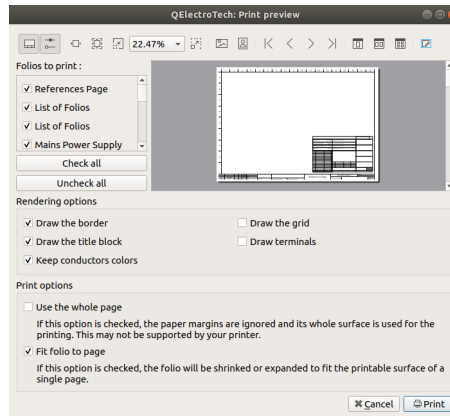 QElectroTech: Print preview
22.47%
Folios to print :
References Page
List of Folios
List of Folios
Mains Power Supply
Check all
Uncheck all
Rendering options
Draw the border
Draw the grid
Draw the title block
Draw terminals
Keep conductors colors
Print options
Use the whole page
If this option is checked, the paper margins are ignored and its whole surface is used for the
printing. This may not be supported by your printer.
Fit folio to page
If this option is checked, the folio will be shrinked or expanded to fit the printable surface of a
single page.
Cancel
Print